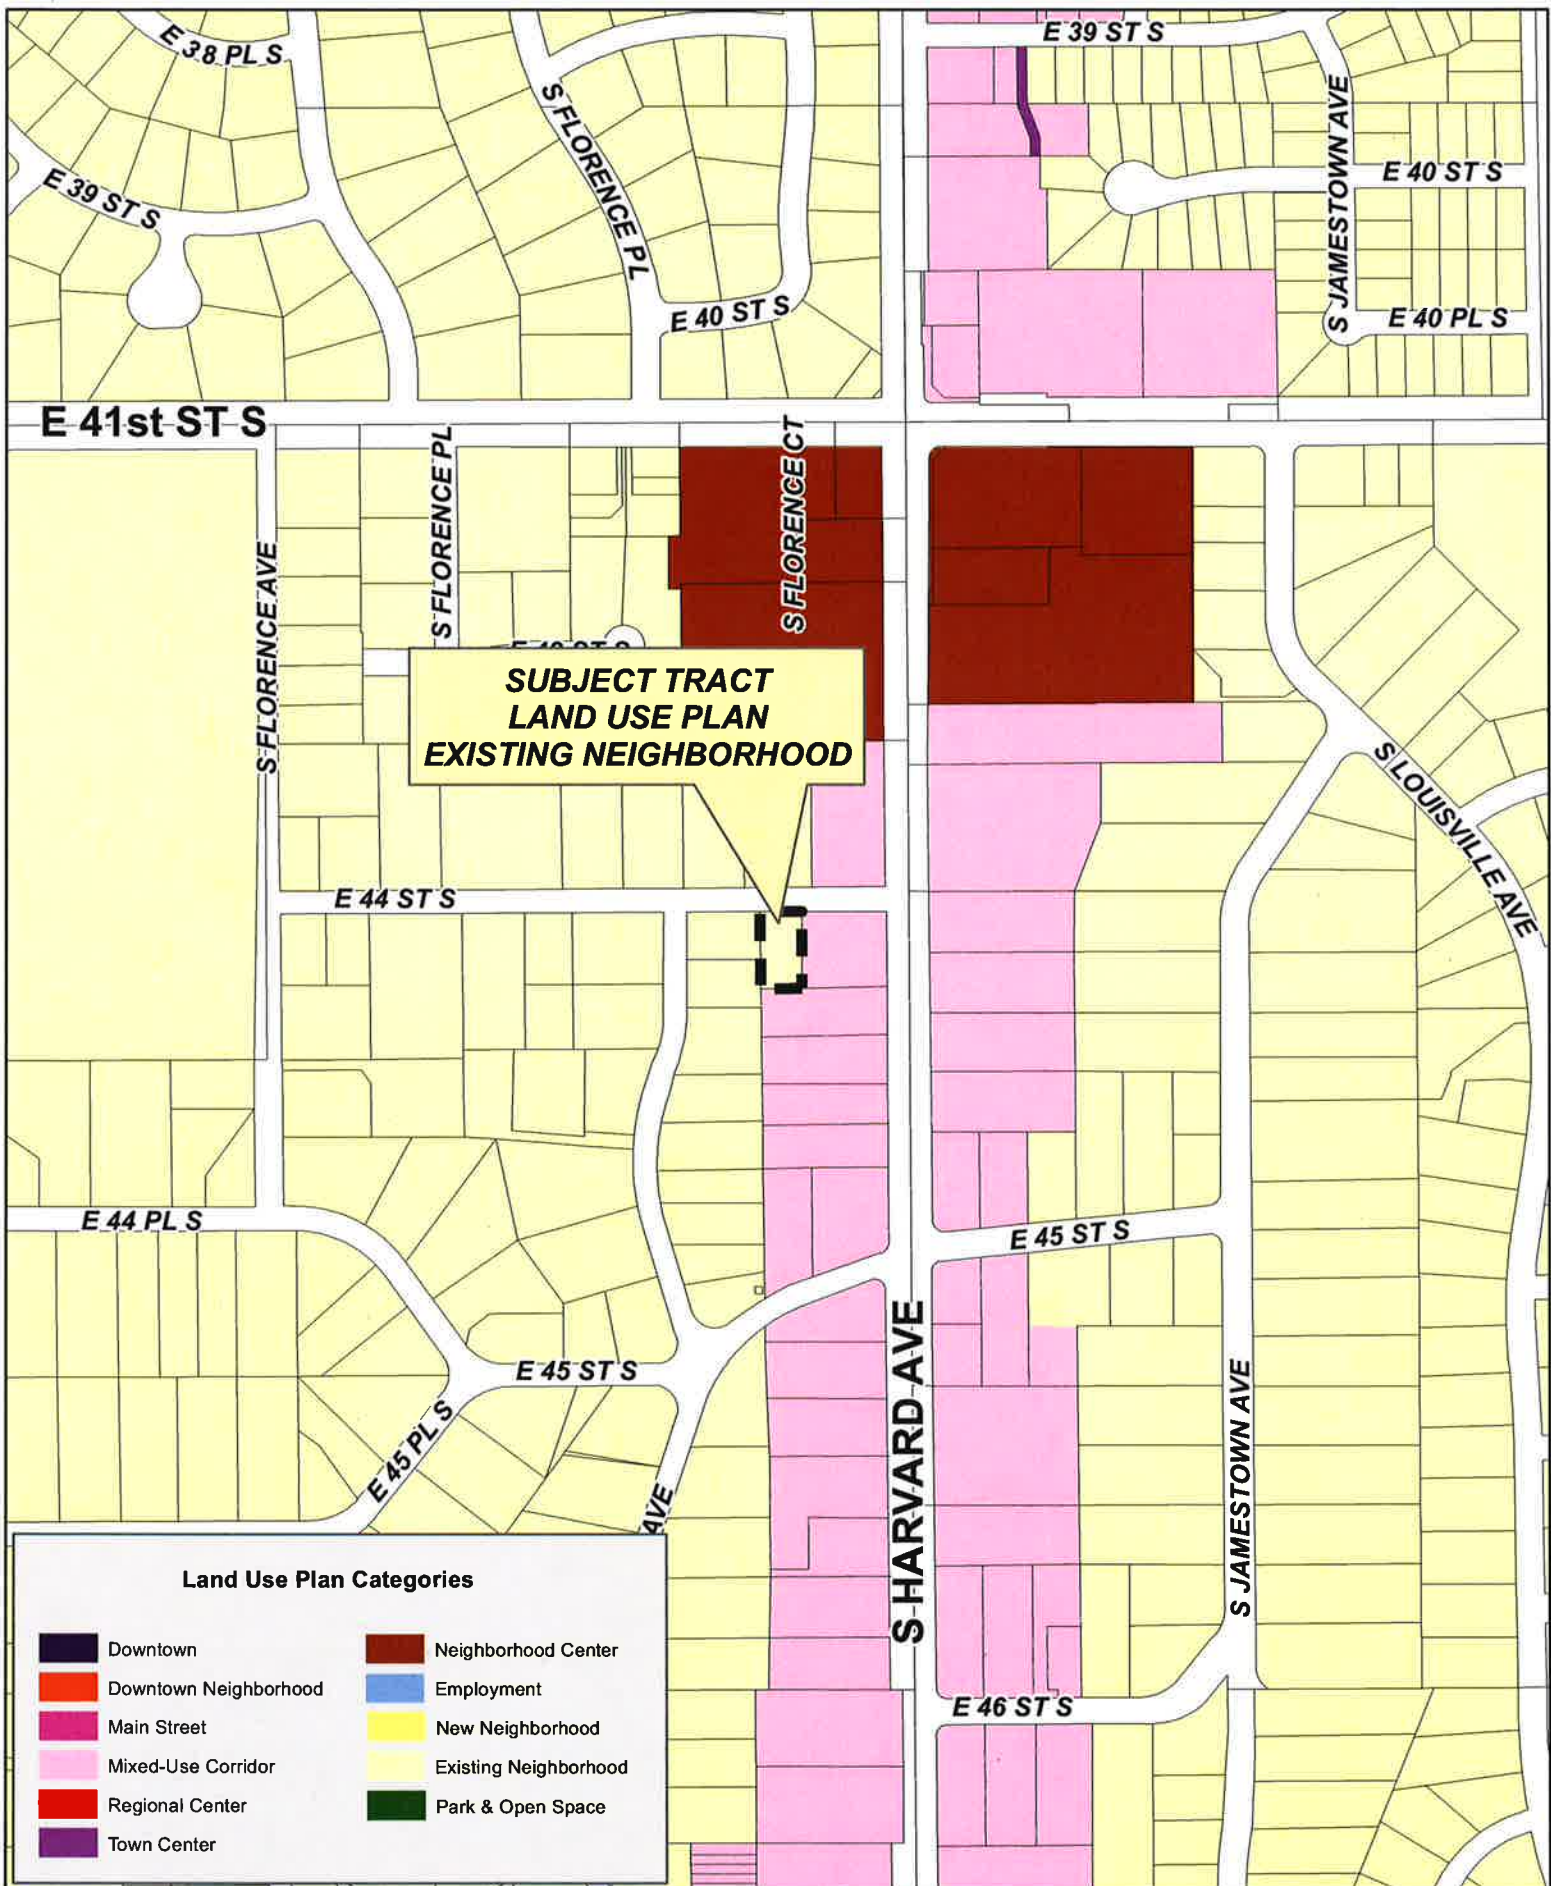 E 38 PL S
E 39 ST S
S FLORENCE PL
E 39 ST S
S JAMESTOWN AVE
E 40 ST S
E 40 ST S
E 40 PL S
E 41st ST S
S FLORENCE AVE
S FLORENCE PL
S FLORENCE CT
SUBJECT TRACT
LAND USE PLAN
EXISTING NEIGHBORHOOD
S LOUISVILLE AVE
E 44 ST S
E 44 PL S
E 45 ST S
E 45 ST S
E 45 PL S
AVE
S HARVARD AVE
S JAMESTOWN AVE
E 46 ST S
Land Use Plan Categories
Downtown
Downtown Neighborhood
Main Street
Mixed-Use Corridor
Regional Center
Town Center
Neighborhood Center
Employment
New Neighborhood
Existing Neighborhood
Park & Open Space